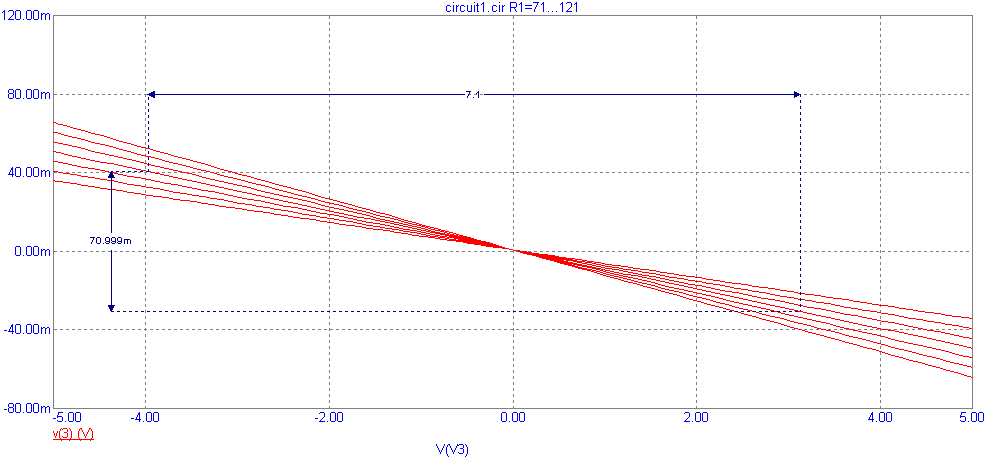 circuit1.cir R1=71...121
120.00m
80.00m
7.1
40.00m
70.999m
0.00m
-40.00m
-80.00m
-5.00 -4.00 -2.00 0.00 2.00 4.00 5.00
v(3) (V)
V(V3)